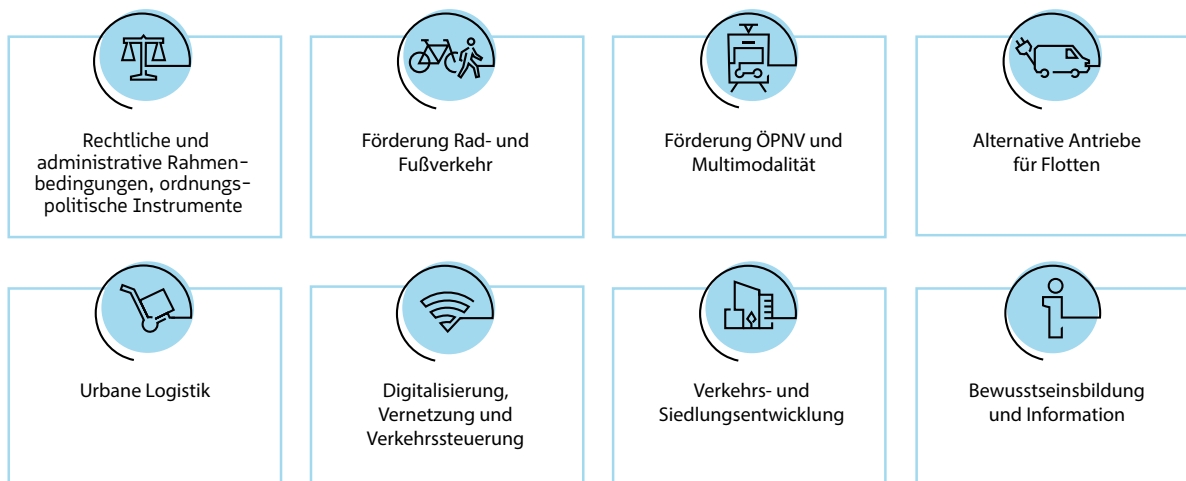 Rechtliche und
administrative Rahmen-
bedingungen, ordnungs-
politische Instrumente
Förderung Rad- und
Fußverkehr
Förderung ÖPNV und
Multimodalität
Alternative Antriebe
für Flotten
Urbane Logistik
Digitalisierung,
Vernetzung und
Verkehrssteuerung
Verkehrs- und
Siedlungsentwicklung
Bewusstseinsbildung
und Information